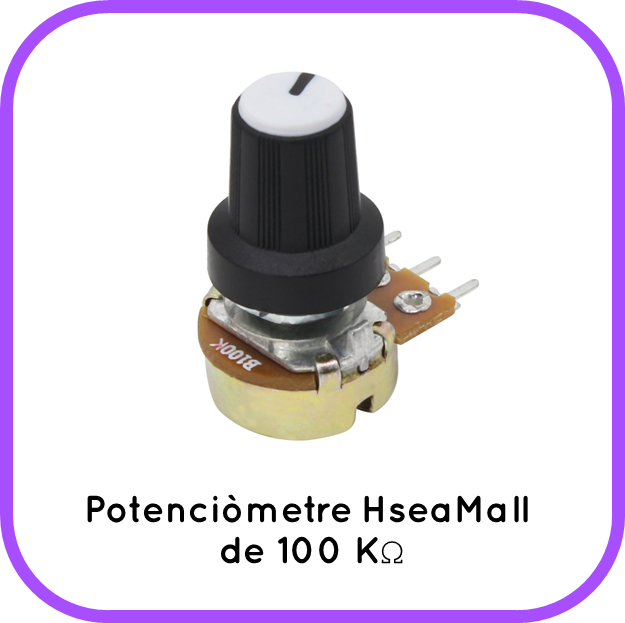 B100K
Potenciòmetre HseaMall
de 100 KΩ